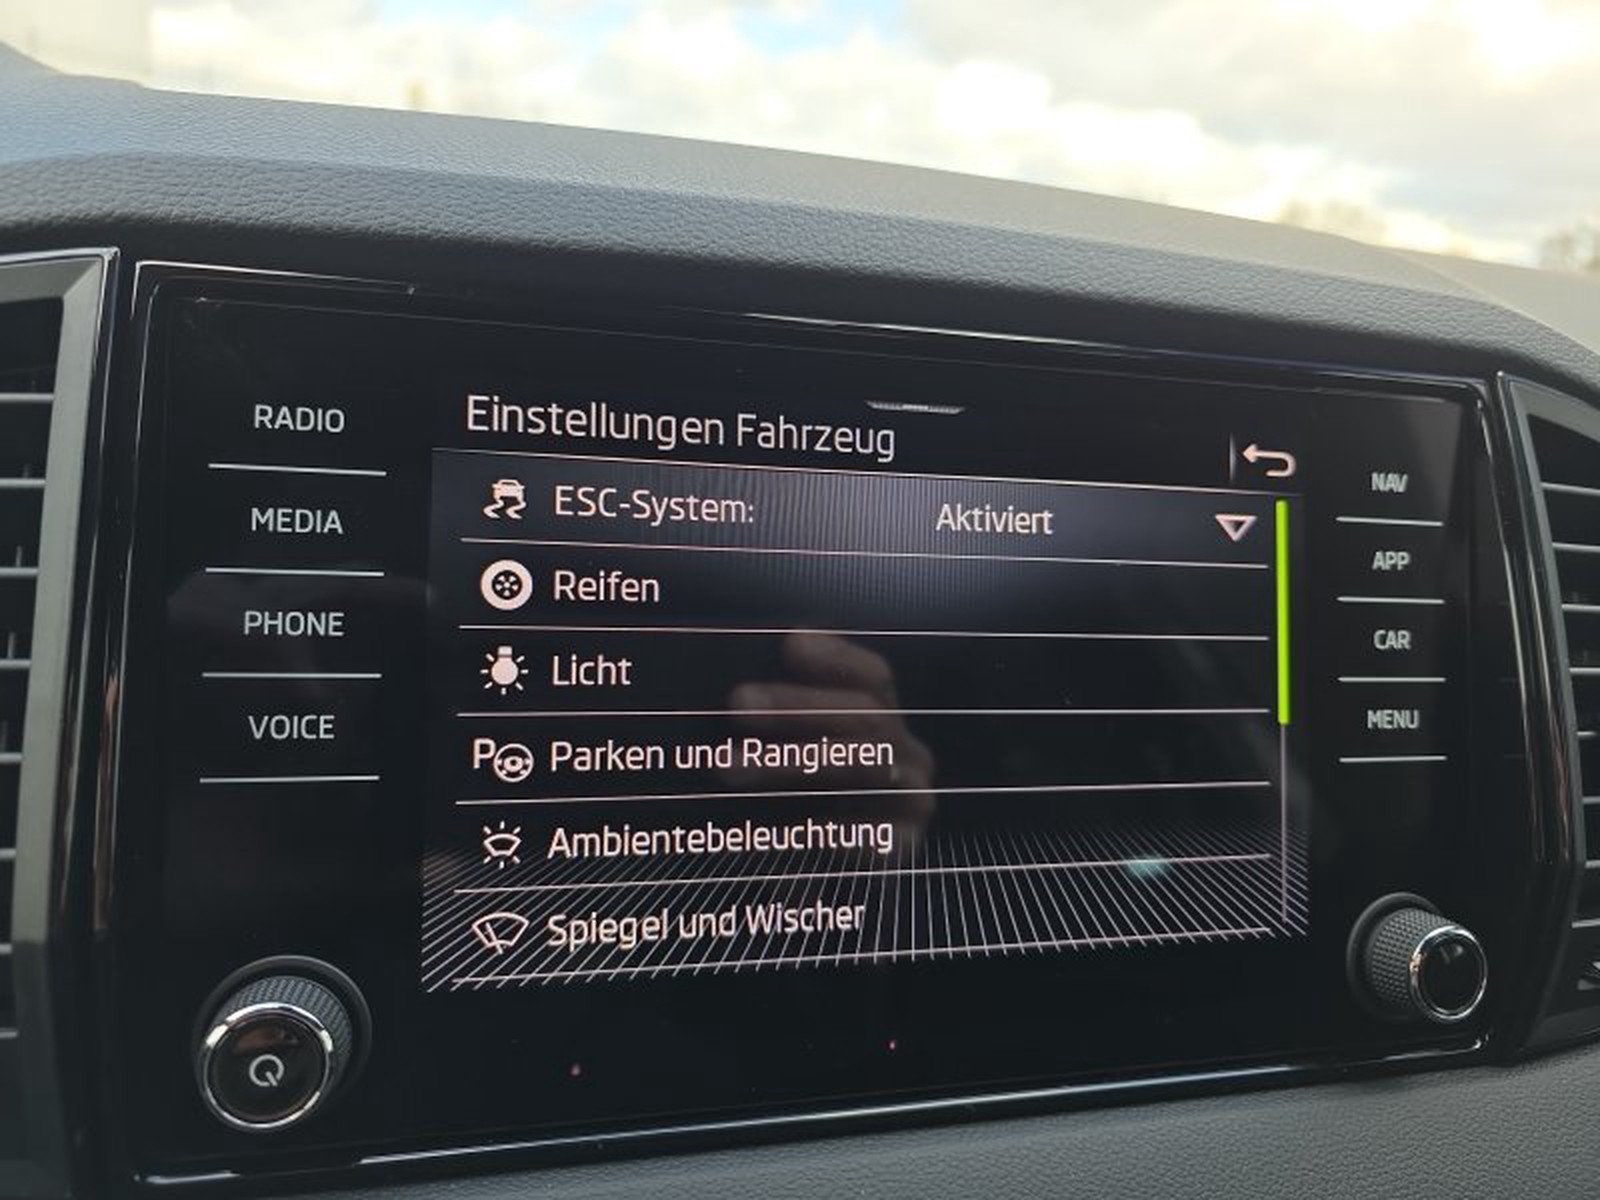 RADIO
MEDIA
PHONE
VOICE
Einstellungen Fahrzeug
ESC-System: Aktiviert
Reifen
Licht
Parken und Rangieren
Ambientebeleuchtung
Spiegel und Wischer
NAV
APP
CAR
MENU